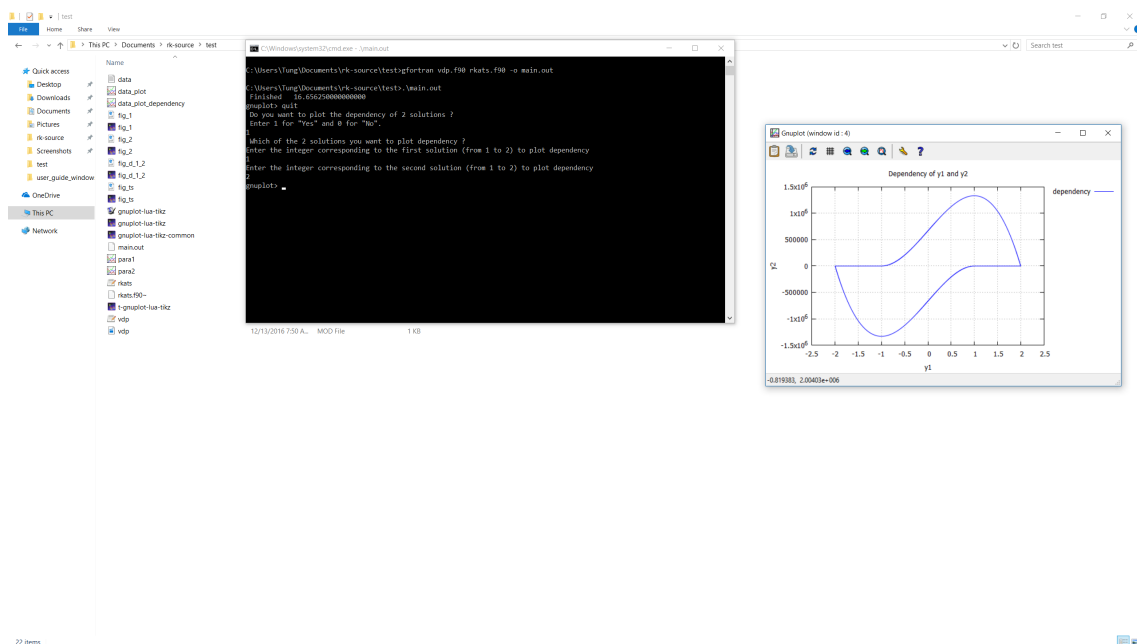 test
File Home Share View
This PC > Documents > rk-source > test
Search test
Quick access
Desktop
Downloads
Documents
Pictures
rk-source
Screenshots
test
user_guide_window
OneDrive
This PC
Network
Name
data
data_plot
data_plot_dependency
fig_1
fig_1
fig_2
fig_2
fig_d_1_2
fig_d_1_2
fig_ts
fig_ts
gnuplot-lua-tikz
gnuplot-lua-tikz
gnuplot-lua-tikz-common
main.out
para1
para2
rkats
rkats.f90~
t-gnuplot-lua-tikz
vdp
vdp
12/13/2016 7:50 A... MOD File 1 KB
22 items
C:\Windows\system32\cmd.exe - .\main.out
C:\Users\Tung\Documents\rk-source\test>gfortran vdp.f90 rkats.f90 -o main.out
C:\Users\Tung\Documents\rk-source\test>.\main.out
Finished 16.656250000000000
gnuplot> quit
Do you want to plot the dependency of 2 solutions ?
Enter 1 for "Yes" and 0 for "No".
1
Which of the 2 solutions you want to plot dependency ?
Enter the integer corresponding to the first solution (from 1 to 2) to plot dependency
1
Enter the integer corresponding to the second solution (from 1 to 2) to plot dependency
2
gnuplot>
Gnuplot (window id : 4)
Dependency of y1 and y2
dependency
1.5x10^6
1x10^6
500000
0
-500000
-1x10^6
-1.5x10^6
y2
-2.5 -2 -1.5 -1 -0.5 0 0.5 1 1.5 2 2.5
y1
-0.819383, 2.00403e+006